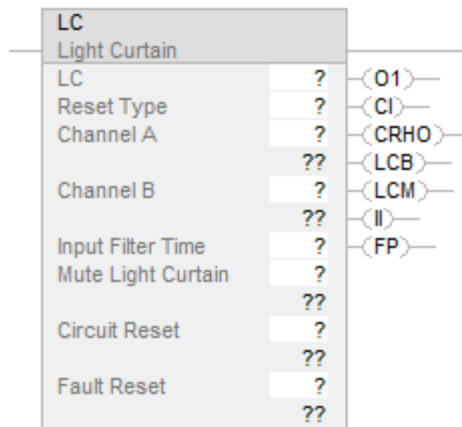 LC
Light Curtain
LC ? (O1)
Reset Type ? (CI)
Channel A ? (CRHO)
?? (LCB)
Channel B ? (LCM)
?? (II)
Input Filter Time ? (FP)
Mute Light Curtain ?
??
Circuit Reset ?
??
Fault Reset ?
??